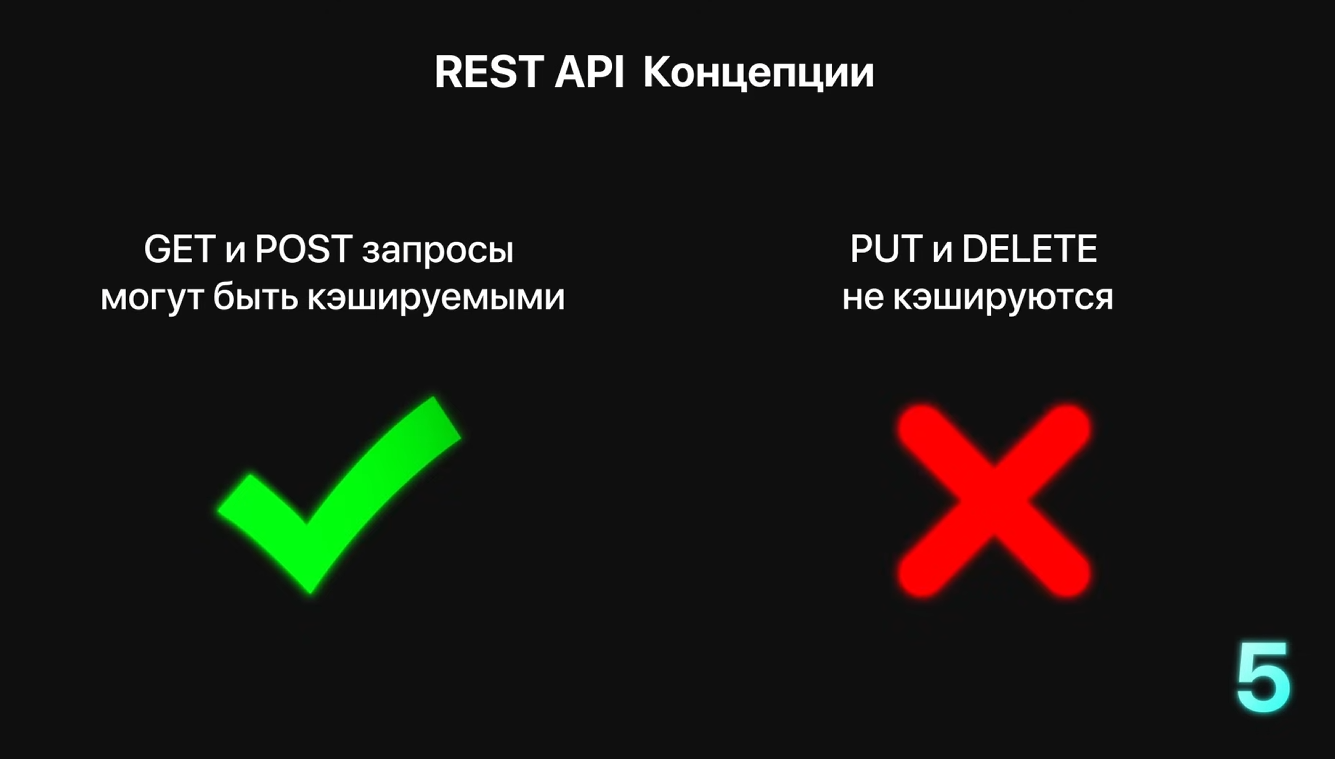 REST API Концепции
GET и POST запросы
могут быть кэшируемыми
PUT и DELETE
не кэшируются
5